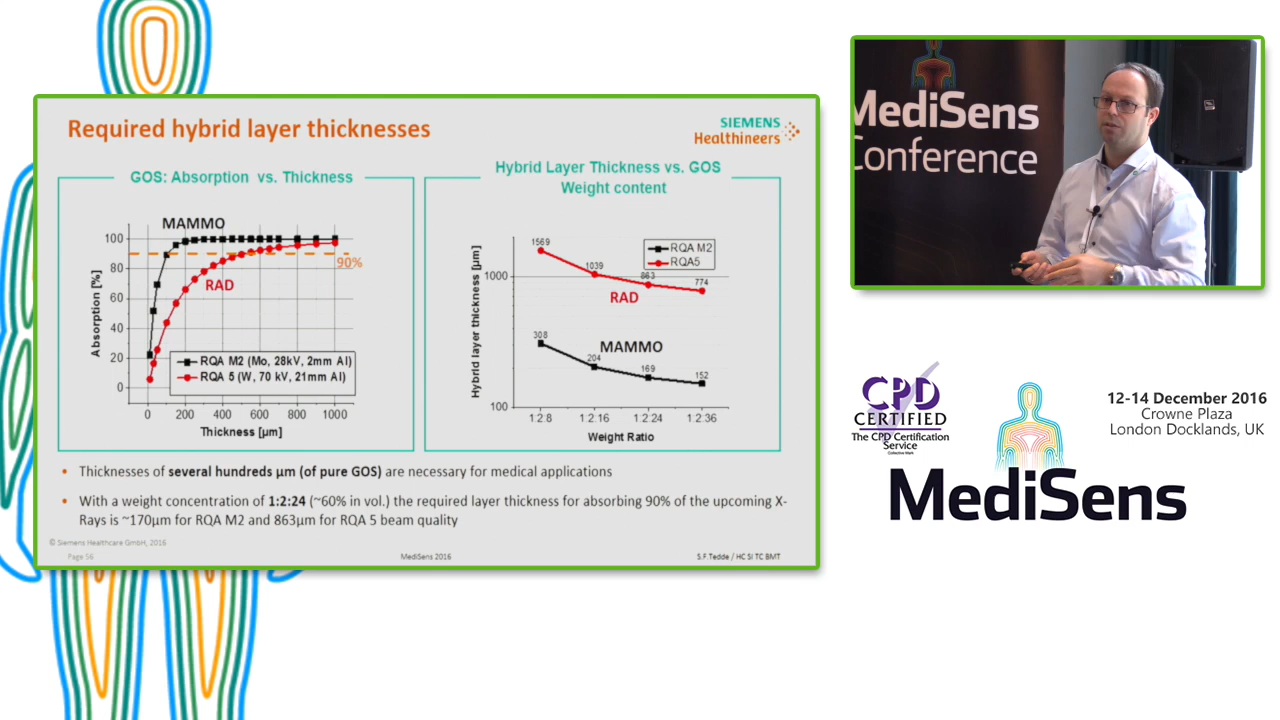 Required hybrid layer thicknesses
SIEMENS
Healthineers
GOS: Absorption vs. Thickness
MAMMO
100
80
60
40
20
0
90%
RAD
Absorption [%]
RQA M2 (Mo, 28kV, 2mm Al)
RQA 5 (W, 70 kV, 21mm Al)
0 200 400 600 800 1000
Thickness [µm]
Hybrid Layer Thickness vs. GOS
Weight content
1569
1039
863
774
RQA M2
RQA5
1000
RAD
Hybrid layer thickness [µm]
MAMMO
308
204
169
152
100
1:2:8 1:2:16 1:2:24 1:2:36
Weight Ratio
• Thicknesses of several hundreds µm (of pure GOS) are necessary for medical applications
• With a weight concentration of 1:2:24 (~60% in vol.) the required layer thickness for absorbing 90% of the upcoming X-
Rays is ~170µm for RQA M2 and 863µm for RQA 5 beam quality
© Siemens Healthcare GmbH, 2016
Page 56
MediSens 2016
S.F.Tedde / HC SI TC BMT
MediSens
Conference
CPD
CERTIFIED
The CPD Certification
Service
Collective Mark
12-14 December 2016
Crowne Plaza
London Docklands, UK
MediSens